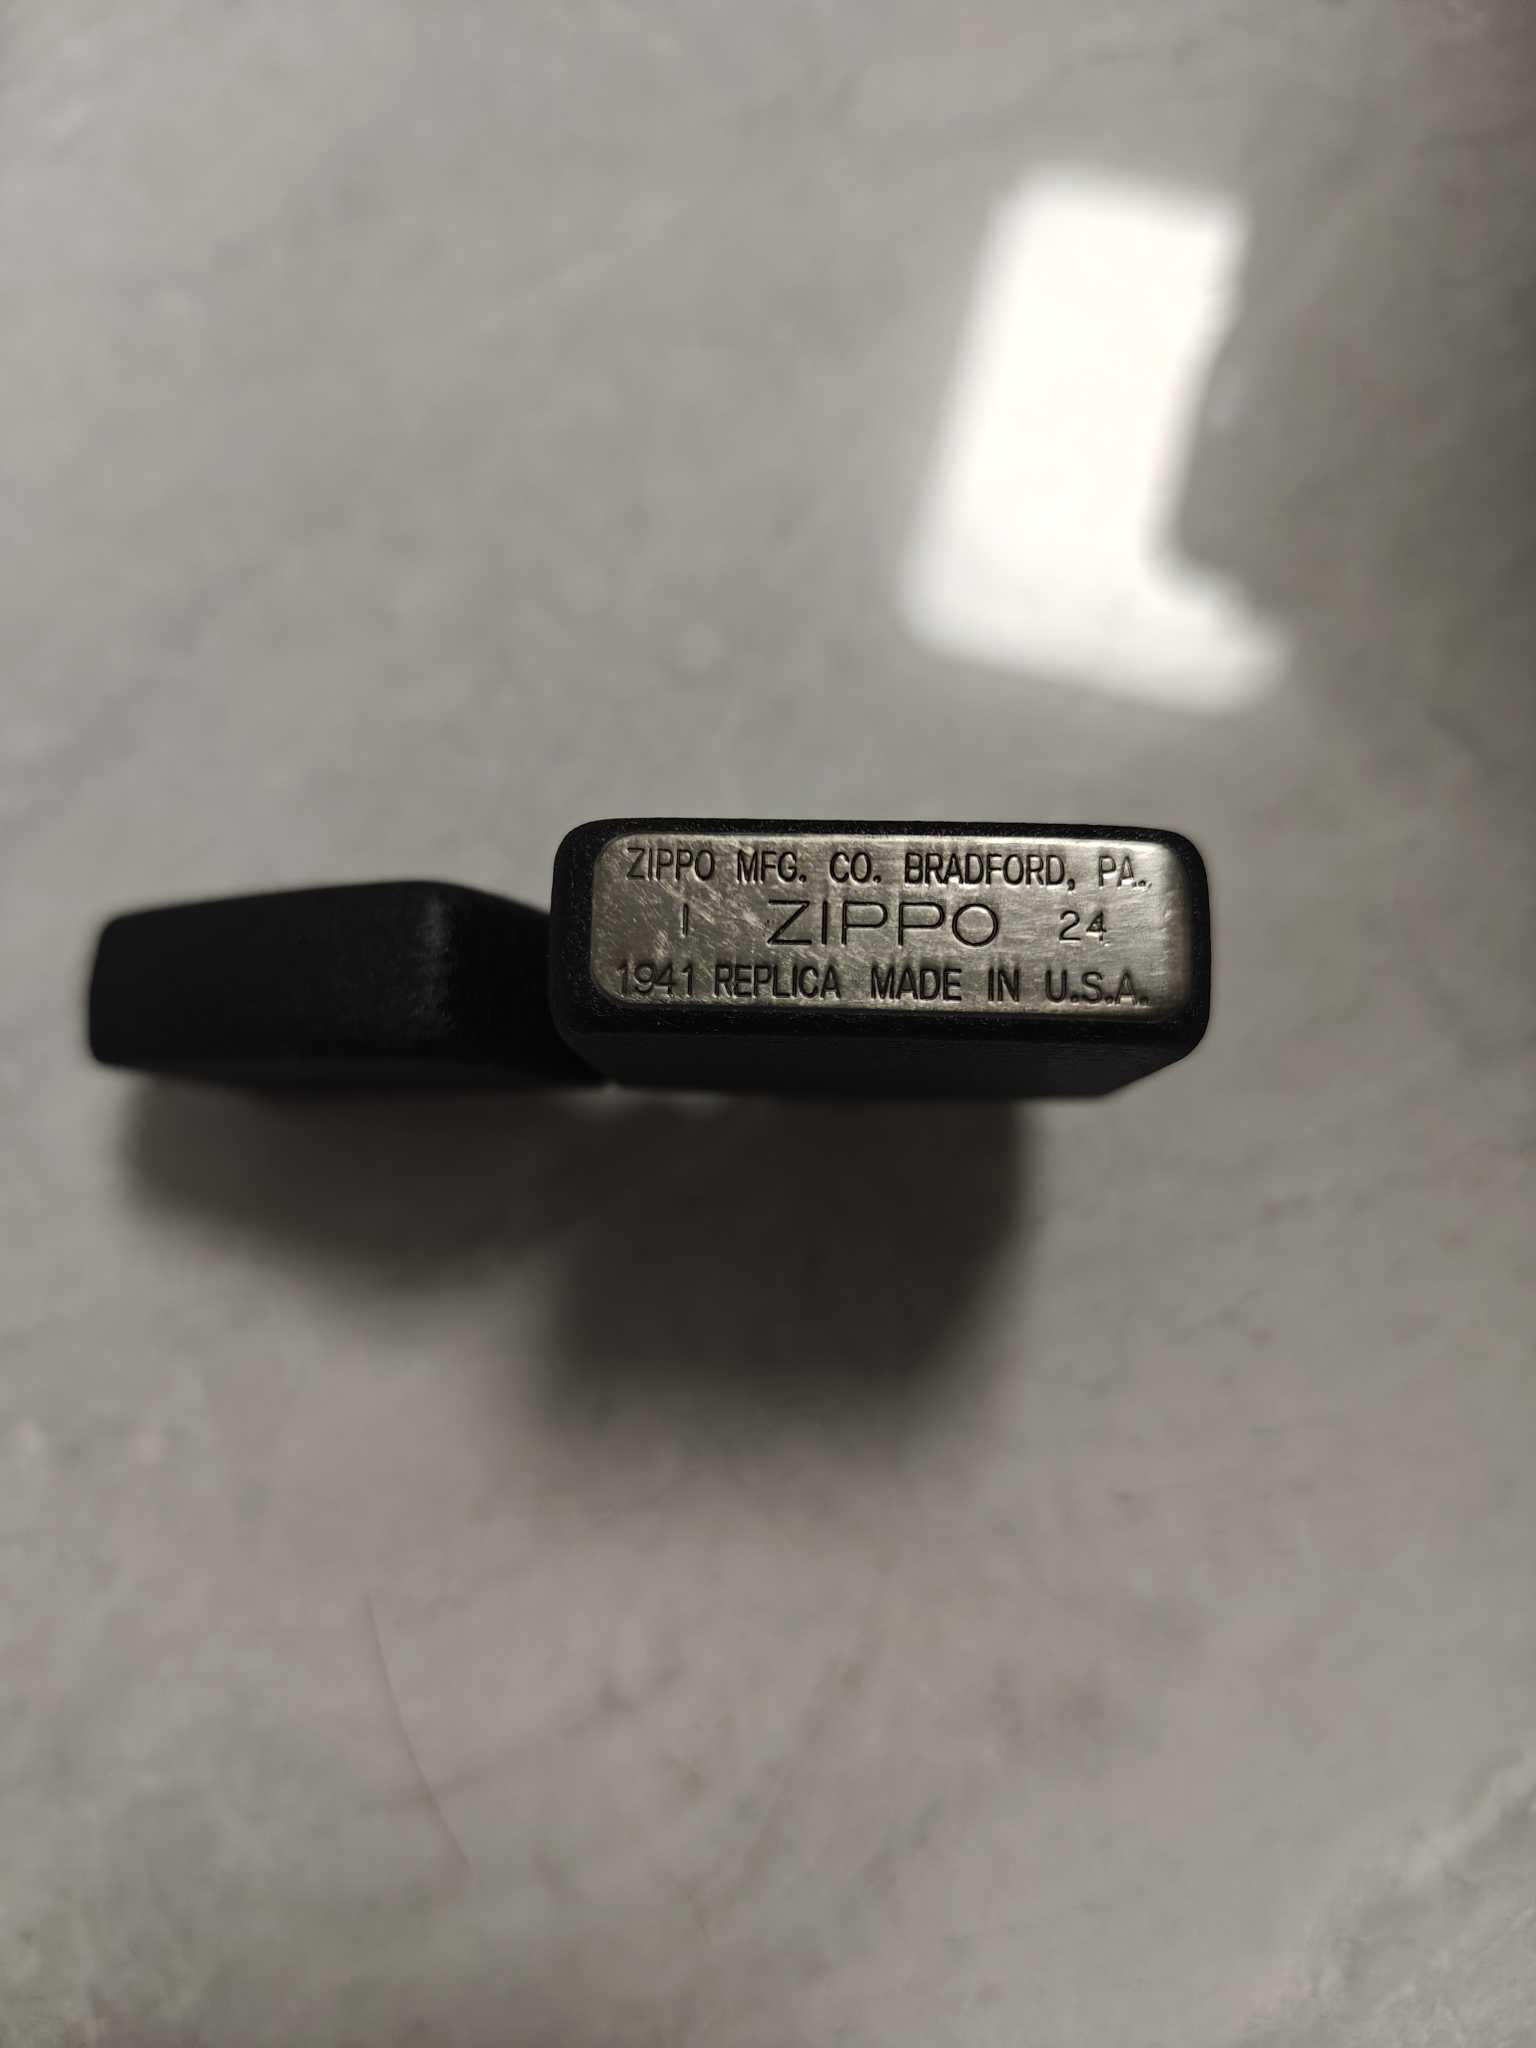 ZIPPO MFG. CO. BRADFORD, PA.
I ZIPPO 24
1941 REPLICA MADE IN U.S.A.